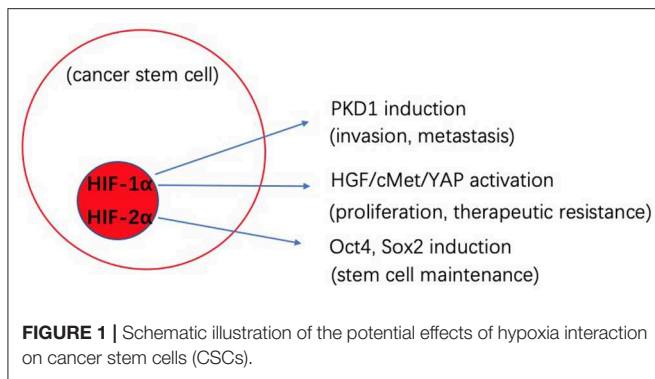 (cancer stem cell)
PKD1 induction
(invasion, metastasis)
HIF-1α
HGF/cMet/YAP activation
HIF-2α
(proliferation, therapeutic resistance)
Oct4, Sox2 induction
(stem cell maintenance)
FIGURE 1 | Schematic illustration of the potential effects of hypoxia interaction
on cancer stem cells (CSCs).